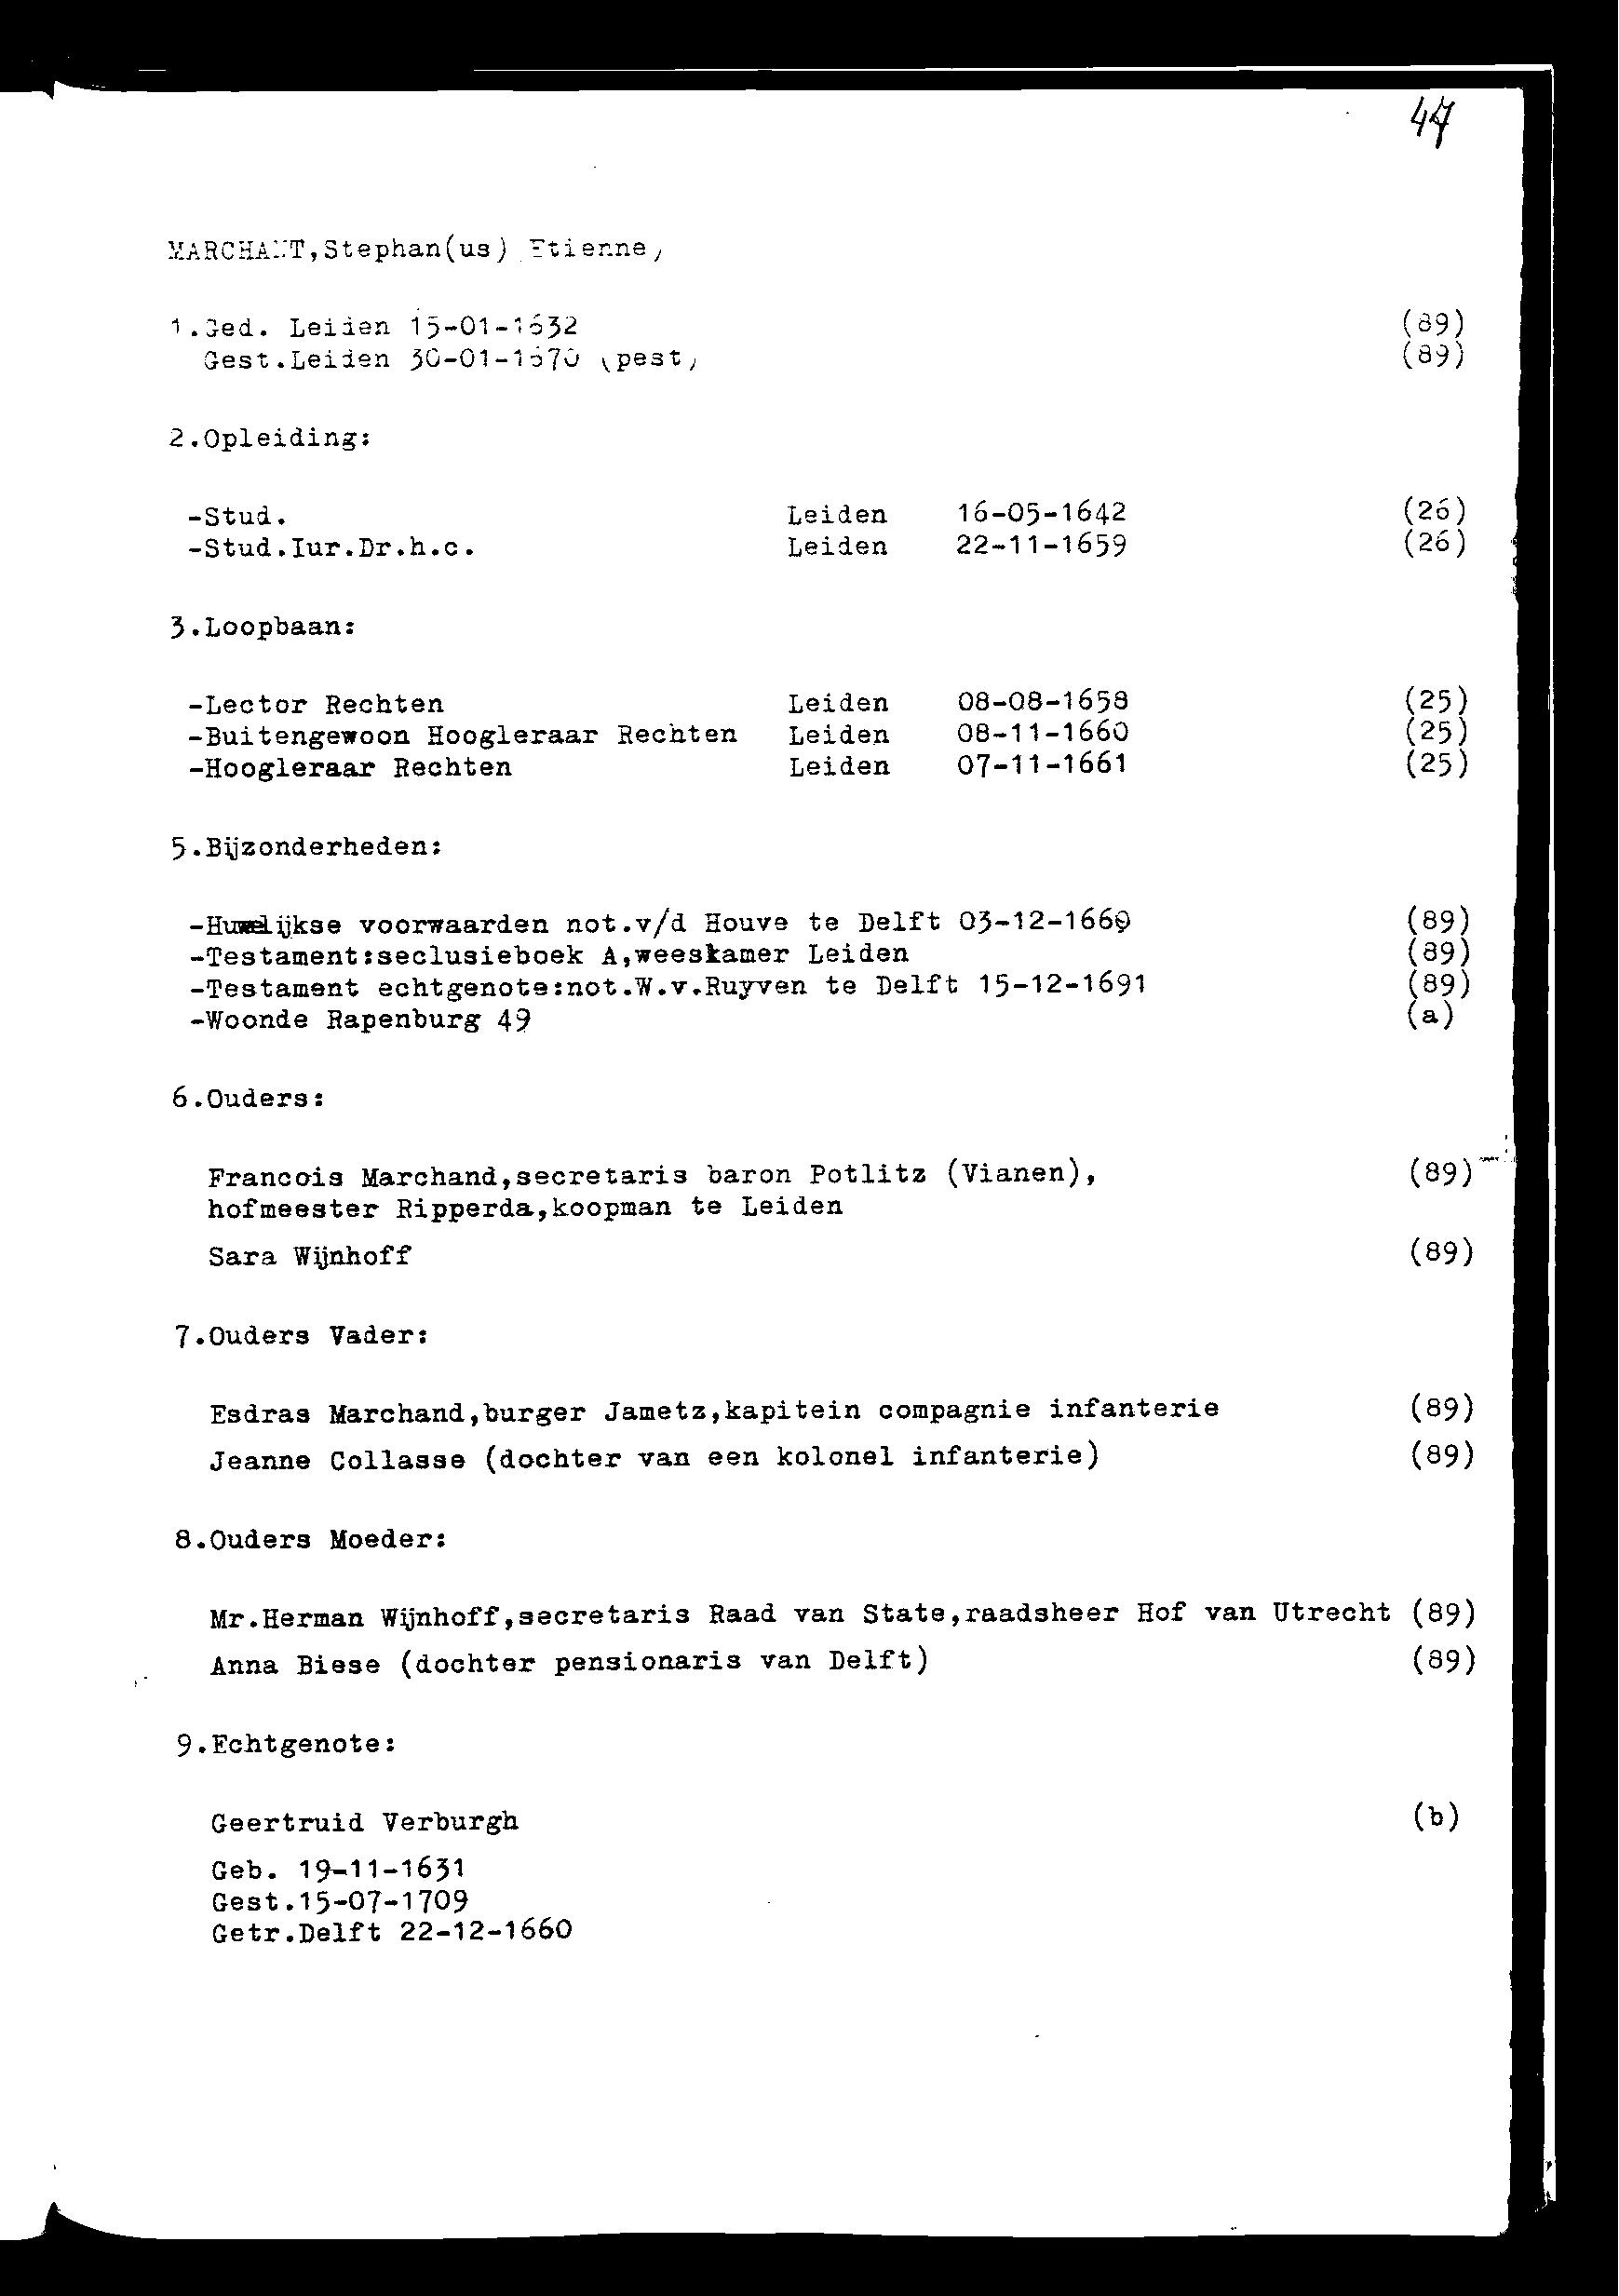 44
MARCHANT,Stephan(us) Etienne,
1.Ged. Leiden 15-01-1632 (89)
Gest.Leiden 30-01-1670 (pest) (89)
2.Opleiding:
-Stud. Leiden 16-05-1642 (26)
-Stud.Iur.Dr.h.c. Leiden 22-11-1659 (26)
3.Loopbaan:
-Lector Rechten Leiden 08-08-1658 (25)
-Buitengewoon Hoogleraar Rechten Leiden 08-11-1660 (25)
-Hoogleraar Rechten Leiden 07-11-1661 (25)
5.Bijzonderheden:
-Huwelijkse voorwaarden not.v/d Houve te Delft 03-12-1660 (89)
-Testament:seclusieboek A,weeskamer Leiden (89)
-Testament echtgenote:not.W.v.Ruyven te Delft 15-12-1691 (89)
-Woonde Rapenburg 49 (a)
6.Ouders:
Francois Marchand,secretaris baron Potlitz (Vianen), (89)
hofmeester Ripperda,koopman te Leiden
Sara Wijnhoff (89)
7.Ouders Vader:
Esdras Marchand,burger Jametz,kapitein compagnie infanterie (89)
Jeanne Collasse (dochter van een kolonel infanterie) (89)
8.Ouders Moeder:
Mr.Herman Wijnhoff,secretaris Raad van State,raadsheer Hof van Utrecht (89)
Anna Biese (dochter pensionaris van Delft) (89)
9.Echtgenote:
Geertruid Verburgh (b)
Geb. 19-11-1631
Gest.15-07-1709
Getr.Delft 22-12-1660